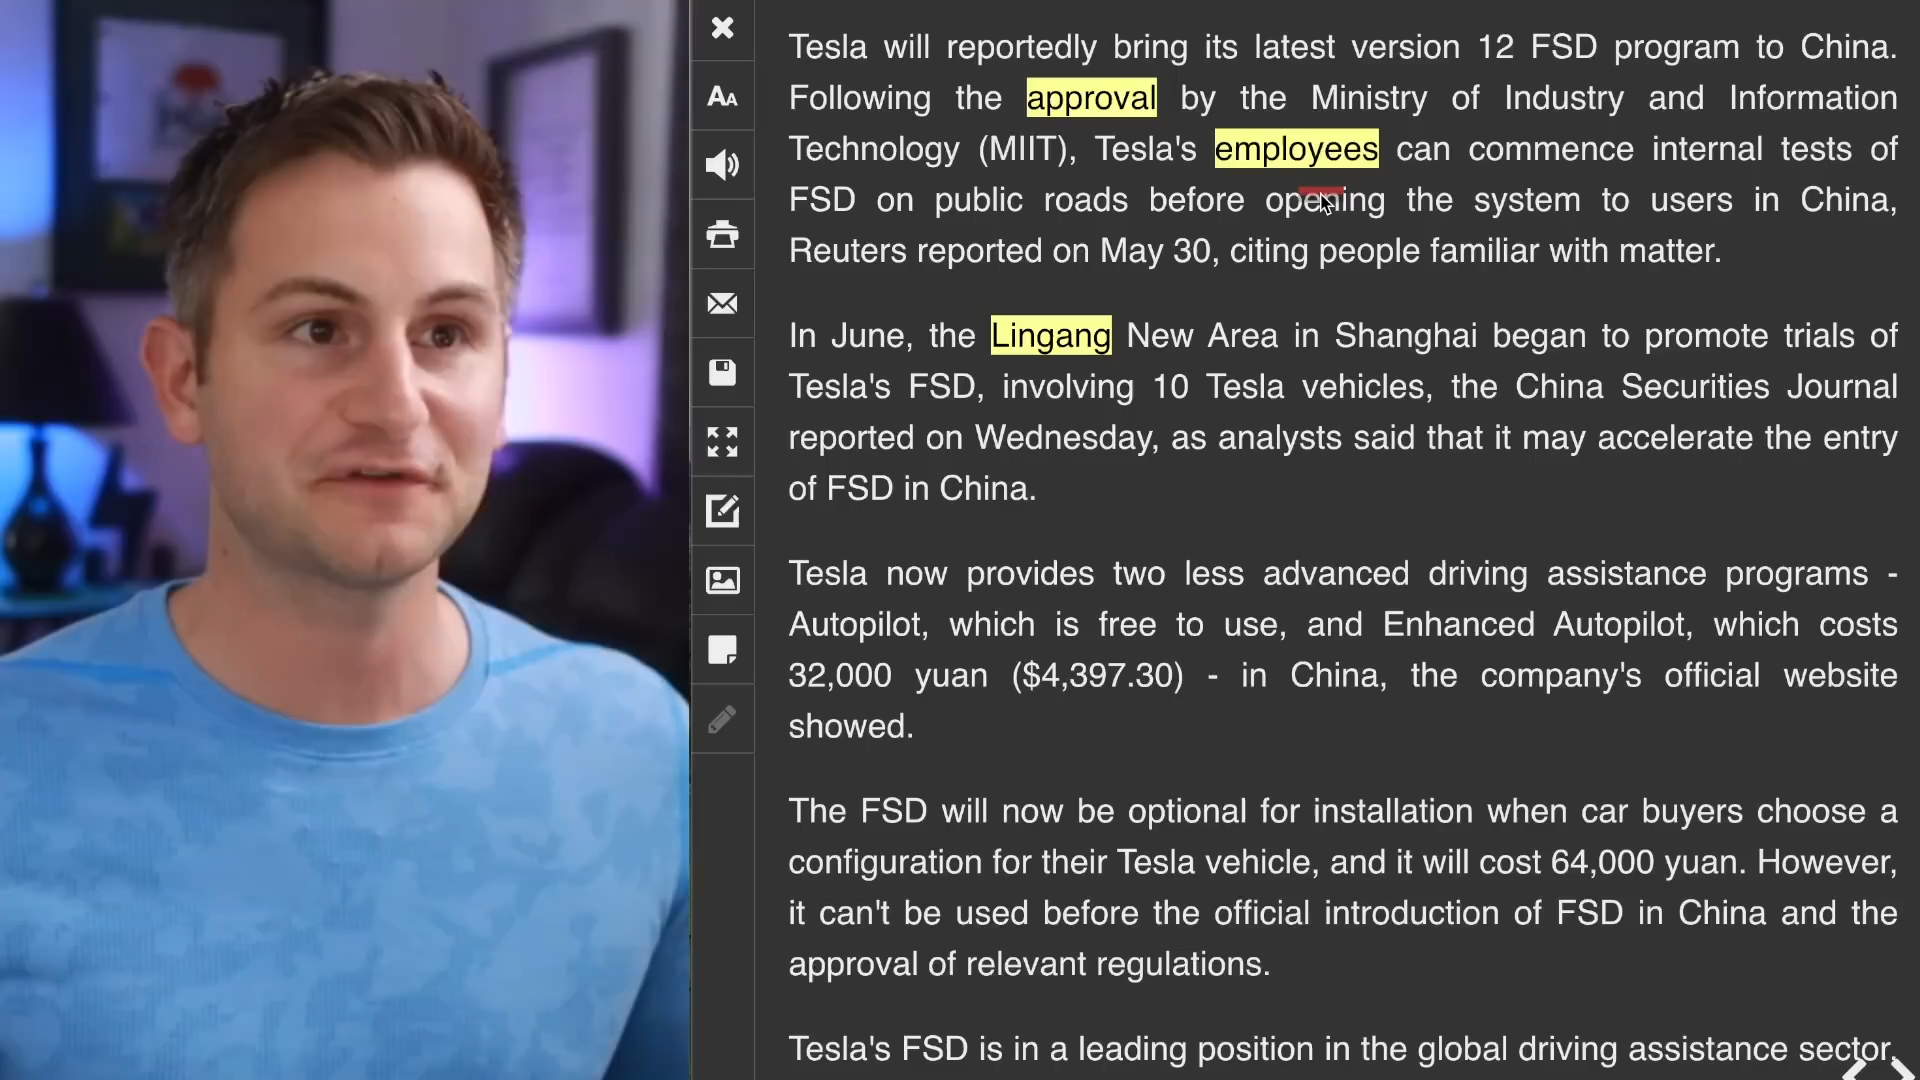 Tesla will reportedly bring its latest version 12 FSD program to China.
Following the approval by the Ministry of Industry and Information
Technology (MIIT), Tesla's employees can commence internal tests of
FSD on public roads before opening the system to users in China,
Reuters reported on May 30, citing people familiar with matter.
In June, the Lingang New Area in Shanghai began to promote trials of
Tesla's FSD, involving 10 Tesla vehicles, the China Securities Journal
reported on Wednesday, as analysts said that it may accelerate the entry
of FSD in China.
Tesla now provides two less advanced driving assistance programs -
Autopilot, which is free to use, and Enhanced Autopilot, which costs
32,000 yuan ($4,397.30) - in China, the company's official website
showed.
The FSD will now be optional for installation when car buyers choose a
configuration for their Tesla vehicle, and it will cost 64,000 yuan. However,
it can't be used before the official introduction of FSD in China and the
approval of relevant regulations.
Tesla's FSD is in a leading position in the global driving assistance sector,